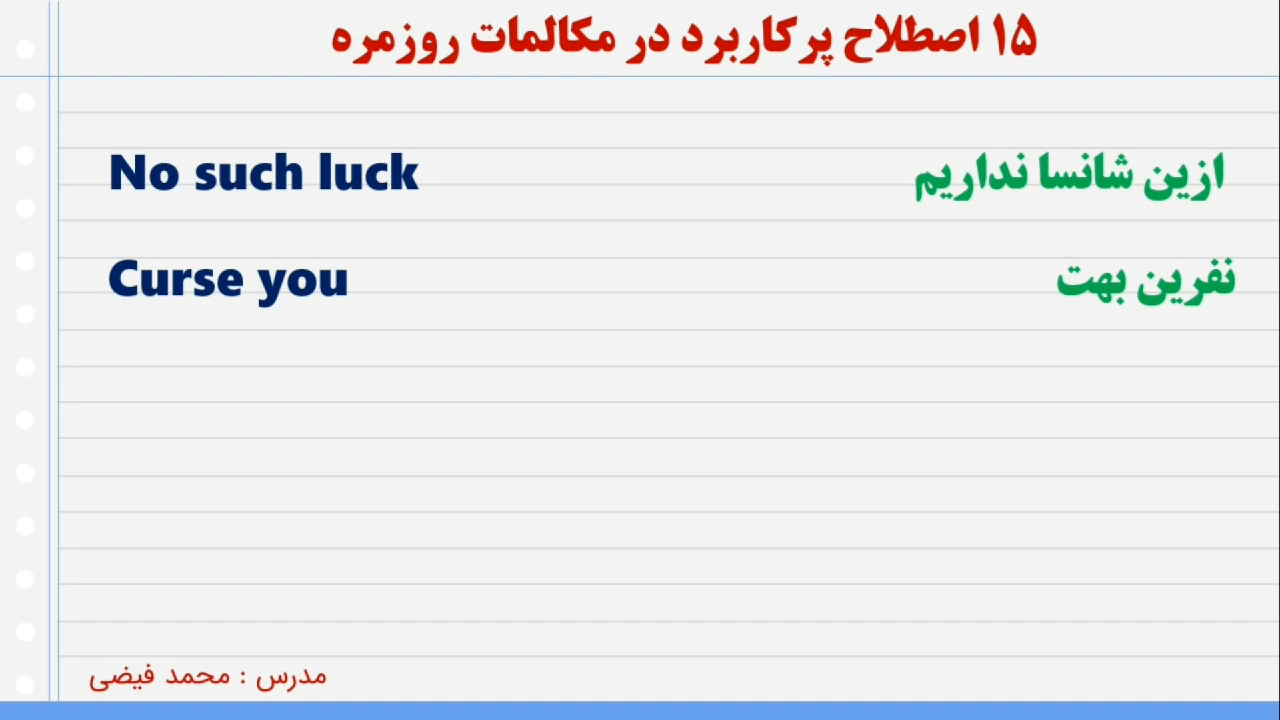 ۱۵ اصطلاح پرکاربرد در مکالمات روزمره
No such luck ازین شانسا نداریم
Curse you نفرین بهت
مدرس : محمد فیضی